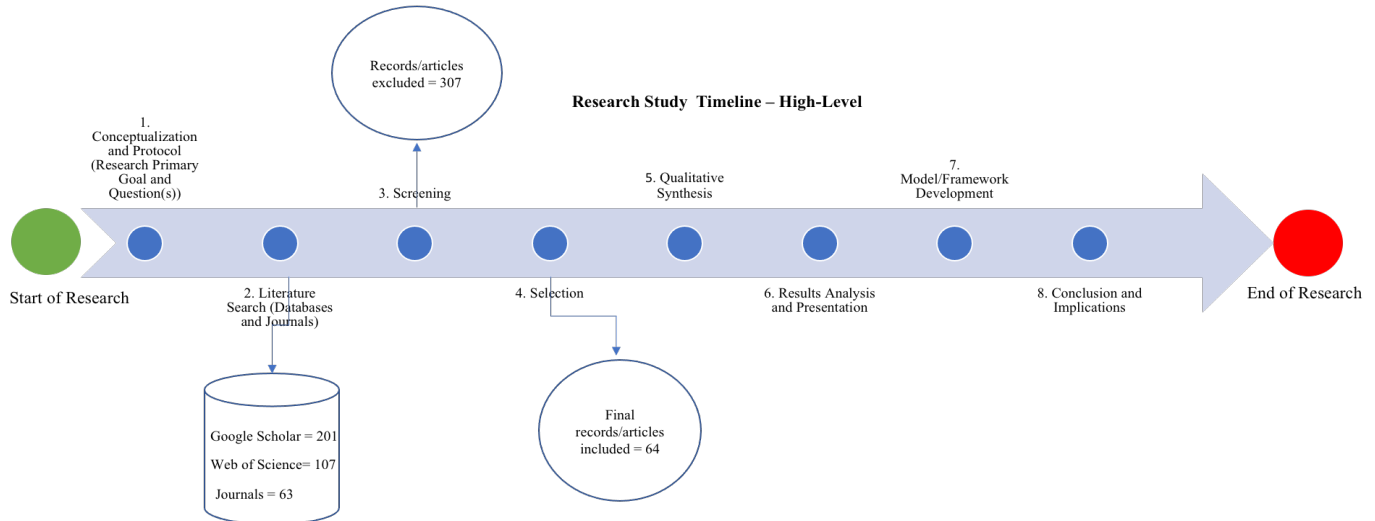 Records/articles
excluded = 307
Research Study Timeline – High-Level
1.
Conceptualization
and Protocol
(Research Primary
Goal and
Question(s))
3. Screening
5. Qualitative
Synthesis
7.
Model/Framework
Development
Start of Research
2. Literature
Search (Databases
and Journals)
4. Selection
6. Results Analysis
and Presentation
8. Conclusion and
Implications
End of Research
Google Scholar = 201
Web of Science= 107
Journals = 63
Final
records/articles
included = 64